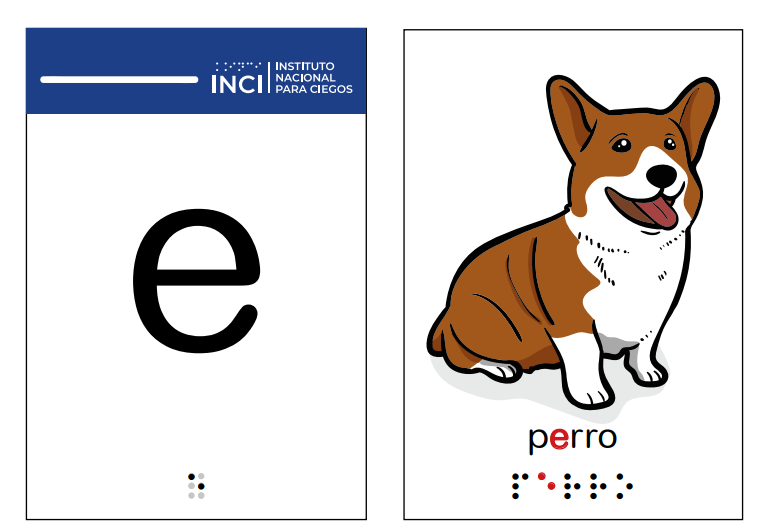 INCI
INSTITUTO
NACIONAL
PARA CIEGOS
e
⠑
perro
⠏⠑⠗⠗⠕